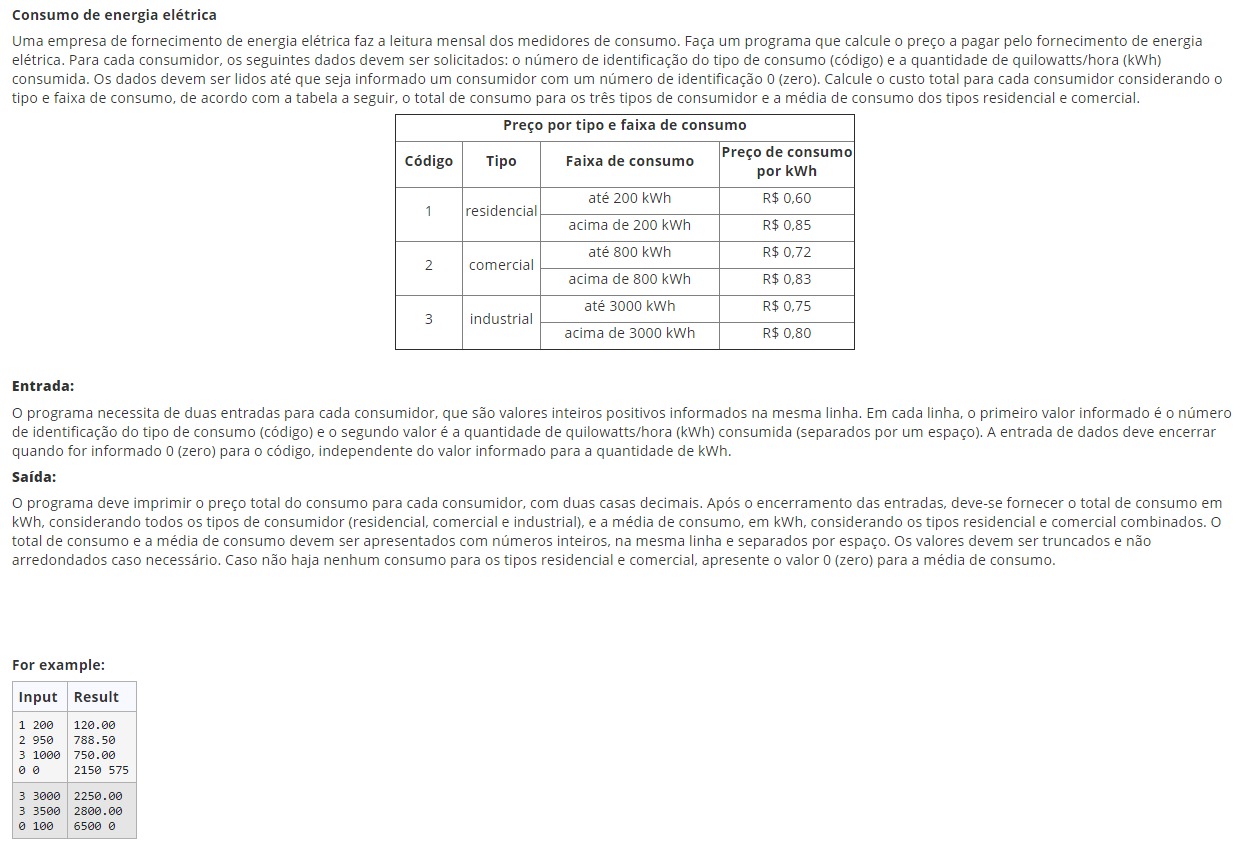 Consumo de energia elétrica
Uma empresa de fornecimento de energia elétrica faz a leitura mensal dos medidores de consumo. Faça um programa que calcule o preço a pagar pelo fornecimento de energia
elétrica. Para cada consumidor, os seguintes dados devem ser solicitados: o número de identificação do tipo de consumo (código) e a quantidade de quilowatts/hora (kWh)
consumida. Os dados devem ser lidos até que seja informado um consumidor com um número de identificação 0 (zero). Calcule o custo total para cada consumidor considerando o
tipo e faixa de consumo, de acordo com a tabela a seguir, o total de consumo para os três tipos de consumidor e a média de consumo dos tipos residencial e comercial.
Preço por tipo e faixa de consumo
Código Tipo Faixa de consumo Preço de consumo
por kWh
1 residencial até 200 kWh R$ 0,60
acima de 200 kWh R$ 0,85
2 comercial até 800 kWh R$ 0,72
acima de 800 kWh R$ 0,83
3 industrial até 3000 kWh R$ 0,75
acima de 3000 kWh R$ 0,80
Entrada:
O programa necessita de duas entradas para cada consumidor, que são valores inteiros positivos informados na mesma linha. Em cada linha, o primeiro valor informado é o número
de identificação do tipo de consumo (código) e o segundo valor é a quantidade de quilowatts/hora (kWh) consumida (separados por um espaço). A entrada de dados deve encerrar
quando for informado 0 (zero) para o código, independente do valor informado para a quantidade de kWh.
Saída:
O programa deve imprimir o preço total do consumo para cada consumidor, com duas casas decimais. Após o encerramento das entradas, deve-se fornecer o total de consumo em
kWh, considerando todos os tipos de consumidor (residencial, comercial e industrial), e a média de consumo, em kWh, considerando os tipos residencial e comercial combinados. O
total de consumo e a média de consumo devem ser apresentados com números inteiros, na mesma linha e separados por espaço. Os valores devem ser truncados e não
arredondados caso necessário. Caso não haja nenhum consumo para os tipos residencial e comercial, apresente o valor 0 (zero) para a média de consumo.
For example:
Input Result
1 200 120.00
2 950 788.50
3 1000 750.00
0 0 2150 575
3 3000 2250.00
3 3500 2800.00
0 100 6500 0